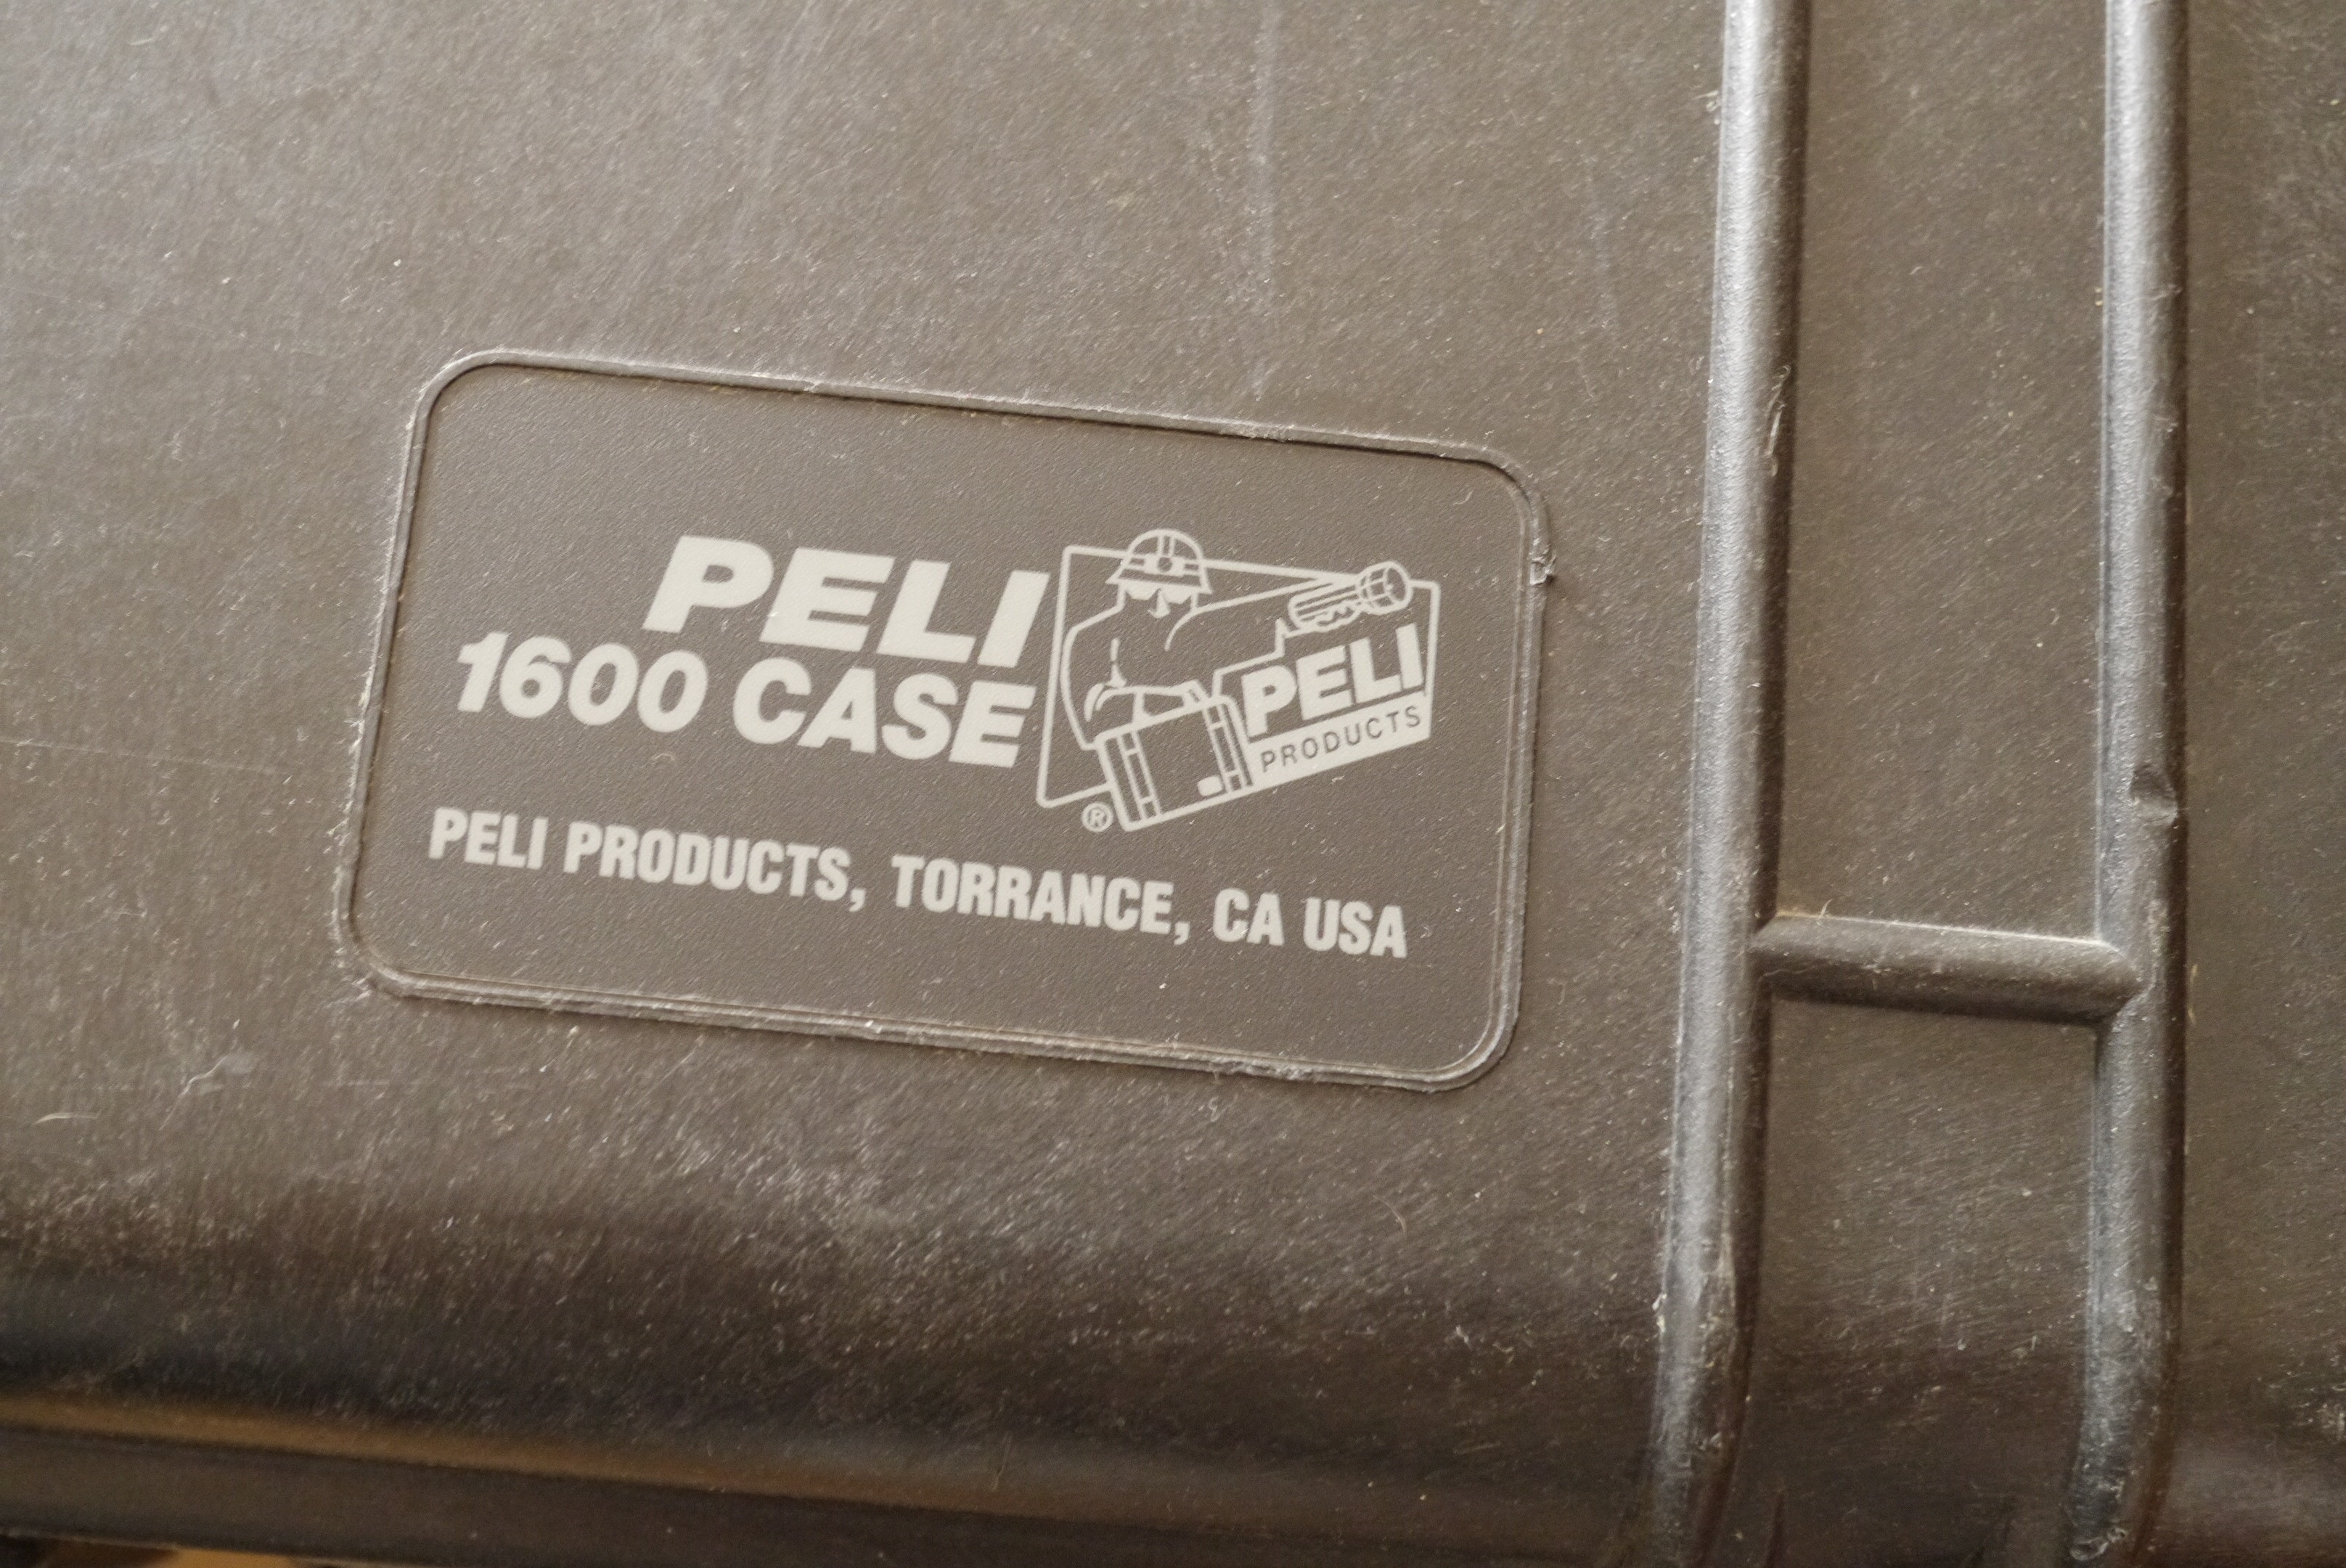 PELI
1600 CASE
PELI
PRODUCTS
®
PELI PRODUCTS, TORRANCE, CA USA